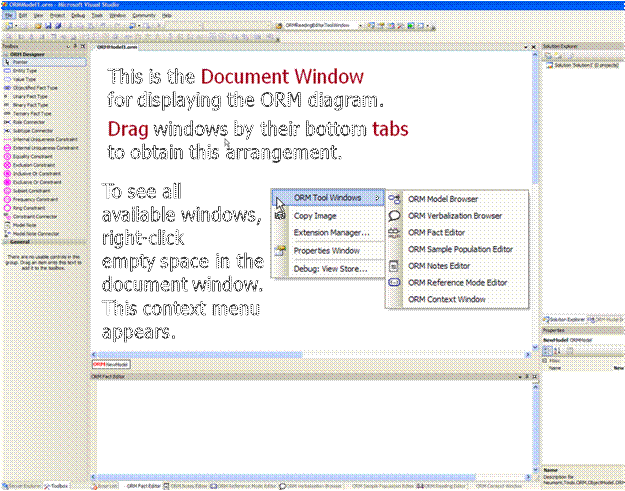 ORMModel1.orm - Microsoft Visual Studio
File Edit View Project Debug Data Tools Window Community Help
ORMReadingEditorToolWindow
Toolbox
ORM Designer
Pointer
Entity Type
Value Type
Objectified Fact Type
Unary Fact Type
Binary Fact Type
Ternary Fact Type
Role Connector
Subtype Connector
Internal Uniqueness Constraint
External Uniqueness Constraint
Equality Constraint
Exclusion Constraint
Inclusive Or Constraint
Exclusive Or Constraint
Subset Constraint
Frequency Constraint
Ring Constraint
Constraint Connector
Model Note
Model Note Connector
General
There are no usable controls in this
group. Drag an item onto this text to
add it to the toolbox.
Server Explorer Toolbox
ORMModel1.orm
This is the Document Window
for displaying the ORM diagram.
Drag windows by their bottom tabs
to obtain this arrangement.
To see all
available windows,
right-click
empty space in the
document window.
This context menu
appears.
ORM Tool Windows
Copy Image
Extension Manager...
Properties Window
Debug: View Store...
ORM Model Browser
ORM Verbalization Browser
ORM Fact Editor
ORM Sample Population Editor
ORM Notes Editor
ORM Reference Mode Editor
ORM Context Window
NewModel
ORM Fact Editor
Error List ORM Fact Editor ORM Notes Editor ORM Reference Mode Editor ORM Verbalization Browser ORM Sample Population Editor ORM Reading Editor ORM Context Window
Solution Explorer
Solution 'Solution1' (0 projects)
Solution Explorer
Properties
NewModel ORMModel
Misc
Name New
Name
Description file